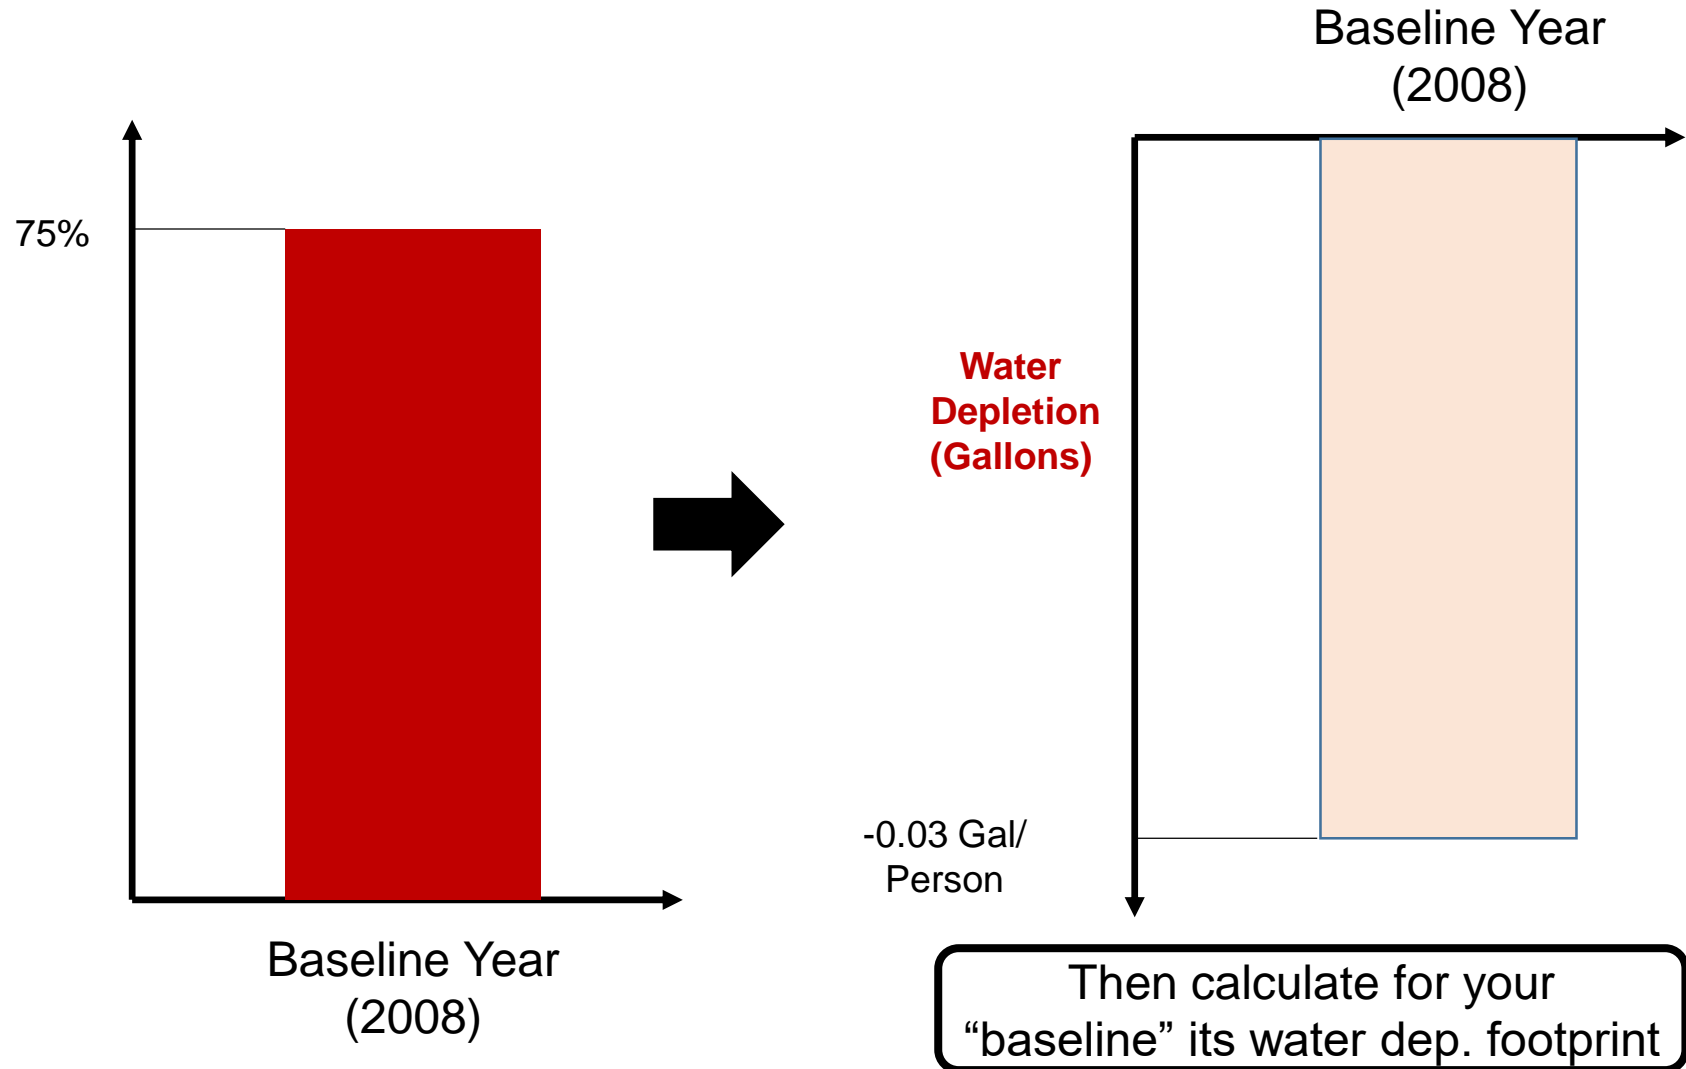 75%
Baseline Year
(2008)
Baseline Year
(2008)
Water
Depletion
(Gallons)
-0.03 Gal/
Person
Then calculate for your
“baseline” its water dep. footprint